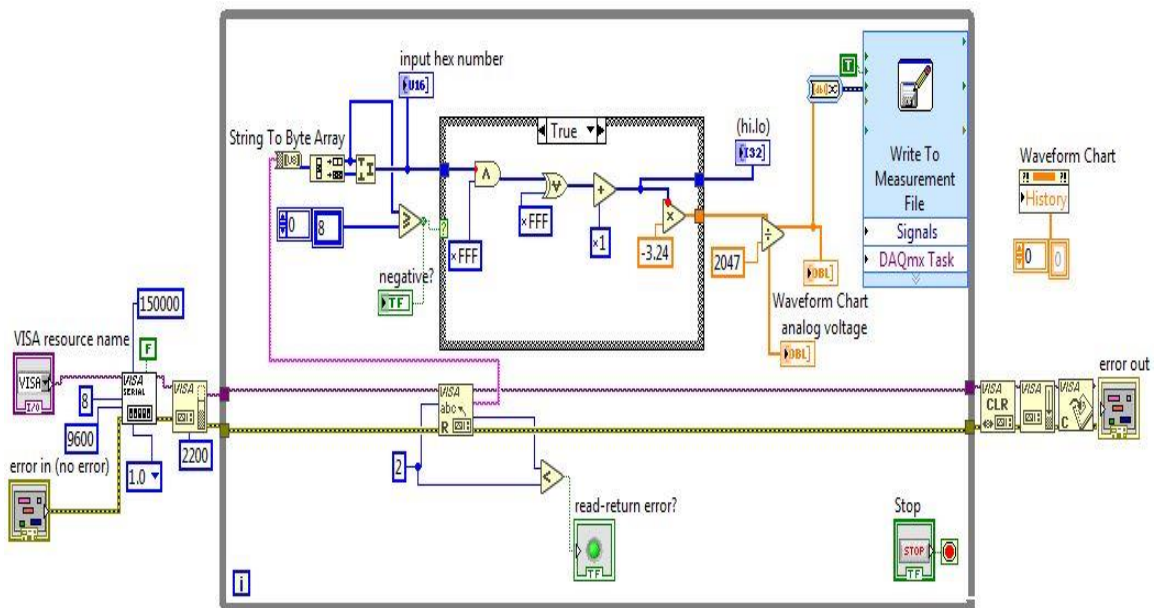 input hex number
U16
String To Byte Array
[U8]
True
(hi.lo)
I32
T
Write To
Measurement
File
Signals
DAQmx Task
Waveform Chart
History
0
0
0
8
?
negative?
TF
Λ
V
+
×FFF
×FFF
×1
x
-3.24
2047
÷
DBL
Waveform Chart
analog voltage
DBL
150000
VISA resource name
F
VISA
I/O
VISA
SERIAL
VISA
8
9600
1.0
2200
error in (no error)
VISA
abc
R
2
<
read-return error?
TF
Stop
STOP
TF
i
VISA
CLR
VISA
C
error out